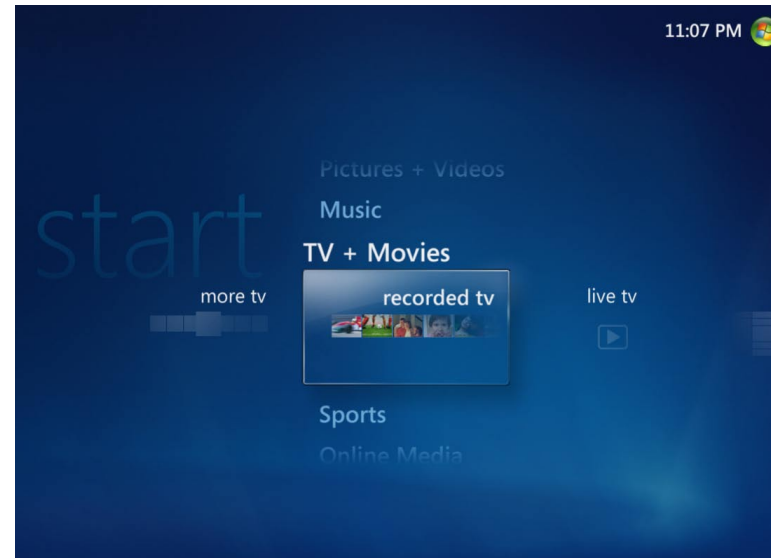 11:07 PM
start
Pictures + Videos
Music
TV + Movies
more tv
recorded tv
live tv
Sports
Online Media